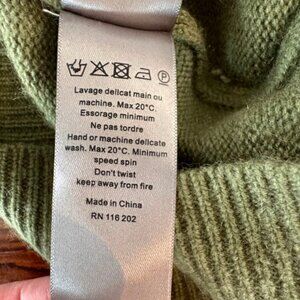 Lavage delicat main ou
machine. Max 20°C.
Essorage minimum
Ne pas tordre
Hand or machine delicate
wash. Max 20°C. Minimum
speed spin
Don't twist
keep away from fire
Made in China
RN 116 202